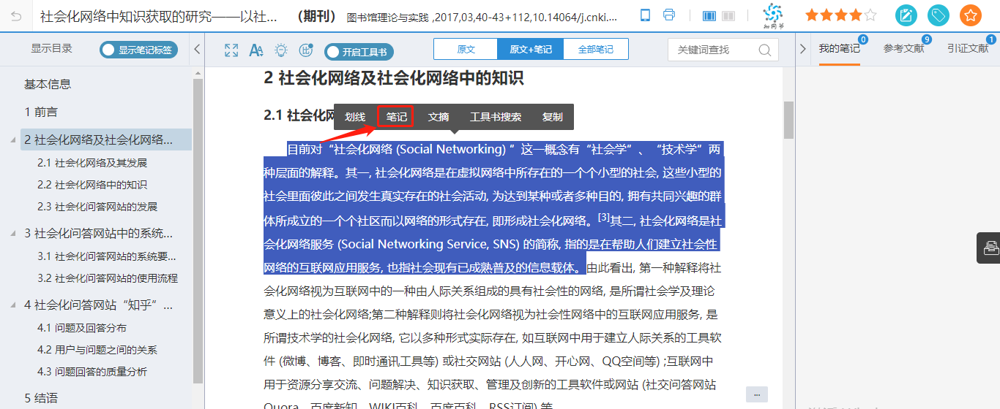 社会化网络中知识获取的研究——以社... （期刊） 图书馆理论与实践 ,2017,03,40-43+112,10.14064/j.cnki....
知网节
显示目录
显示笔记标签
开启工具书
原文
原文+笔记
全部笔记
关键词查找
我的笔记 0
参考文献 9
引证文献 1
基本信息
1 前言
2 社会化网络及社会化网络...
2.1 社会化网络及其发展
2.2 社会化网络中的知识
2.3 社会化问答网站的发展
3 社会化问答网站中的系统...
3.1 社会化问答网站的系统要...
3.2 社会化问答网站的使用流程
4 社会化问答网站“知乎”...
4.1 问题及回答分布
4.2 用户与问题之间的关系
4.3 问题回答的质量分析
5 结语
2 社会化网络及社会化网络中的知识
2.1 社会化网
划线 笔记 文摘 工具书搜索 复制
目前对“社会化网络 (Social Networking) ”这一概念有“社会学”、“技术学”两
种层面的解释。其一, 社会化网络是在虚拟网络中所存在的一个个小型的社会, 这些小型的
社会里面彼此之间发生真实存在的社会活动, 为达到某种或者多种目的, 拥有共同兴趣的群
体所成立的一个个社区而以网络的形式存在, 即形成社会化网络。[3]其二, 社会化网络是社
会化网络服务 (Social Networking Service, SNS) 的简称, 指的是在帮助人们建立社会性
网络的互联网应用服务, 也指社会现有已成熟普及的信息载体。由此看出, 第一种解释将社
会化网络视为互联网中的一种由人际关系组成的具有社会性的网络, 是所谓社会学及理论
意义上的社会化网络;第二种解释则将社会化网络视为社会性网络中的互联网应用服务, 是
所谓技术学的社会化网络, 它以多种形式实际存在, 如互联网中用于建立人际关系的工具软
件 (微博、博客、即时通讯工具等) 或社交网站 (人人网、开心网、QQ空间等) ;互联网中
用于资源分享交流、问题解决、知识获取、管理及创新的工具软件或网站 (社交问答网站
Quora、百度新知、WIKI百科、百度百科、RSS订阅) 等
...